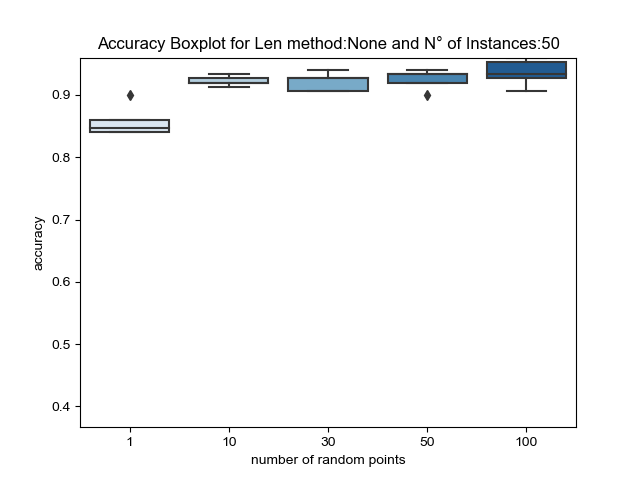 Accuracy Boxplot for Len method:None and N° of Instances:50
accuracy
0.9
0.8
0.7
0.6
0.5
0.4
1 10 30 50 100
number of random points